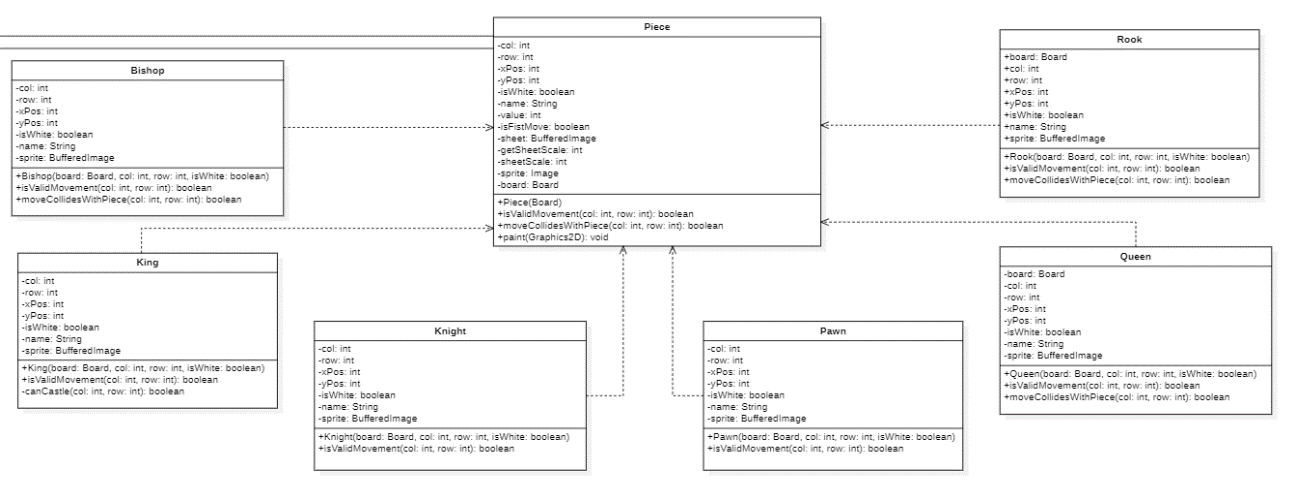 Piece
-col: int
-row: int
-xPos: int
-yPos: int
-isWhite: boolean
-name: String
-value: int
-isFistMove: boolean
-sheet: BufferedImage
-getSheetScale: int
-sheetScale: int
-sprite: Image
-board: Board
+Piece(Board)
+isValidMovement(col: int, row: int): boolean
+moveCollidesWithPiece(col: int, row: int): boolean
+paint(Graphics2D): void
Bishop
-col: int
-row: int
-xPos: int
-yPos: int
-isWhite: boolean
-name: String
-sprite: BufferedImage
+Bishop(board: Board, col: int, row: int, isWhite: boolean)
+isValidMovement(col: int, row: int): boolean
+moveCollidesWithPiece(col: int, row: int): boolean
Rook
+board: Board
+col: int
+row: int
+xPos: int
+yPos: int
+isWhite: boolean
+name: String
+sprite: BufferedImage
+Rook(board: Board, col: int, row: int, isWhite: boolean)
+isValidMovement(col: int, row: int): boolean
+moveCollidesWithPiece(col: int, row: int): boolean
King
-col: int
-row: int
-xPos: int
-yPos: int
-isWhite: boolean
-name: String
-sprite: BufferedImage
+King(board: Board, col: int, row: int, isWhite: boolean)
+isValidMovement(col: int, row: int): boolean
-canCastle(col: int, row: int): boolean
Knight
-col: int
-row: int
-xPos: int
-yPos: int
-isWhite: boolean
-name: String
-sprite: BufferedImage
+Knight(board: Board, col: int, row: int, isWhite: boolean)
+isValidMovement(col: int, row: int): boolean
Pawn
-col: int
-row: int
-xPos: int
-yPos: int
-isWhite: boolean
-name: String
-sprite: BufferedImage
+Pawn(board: Board, col: int, row: int, isWhite: boolean)
+isValidMovement(col: int, row: int): boolean
Queen
-board: Board
-col: int
-row: int
-xPos: int
-yPos: int
-isWhite: boolean
-name: String
-sprite: BufferedImage
+Queen(board: Board, col: int, row: int, isWhite: boolean)
+isValidMovement(col: int, row: int): boolean
+moveCollidesWithPiece(col: int, row: int): boolean